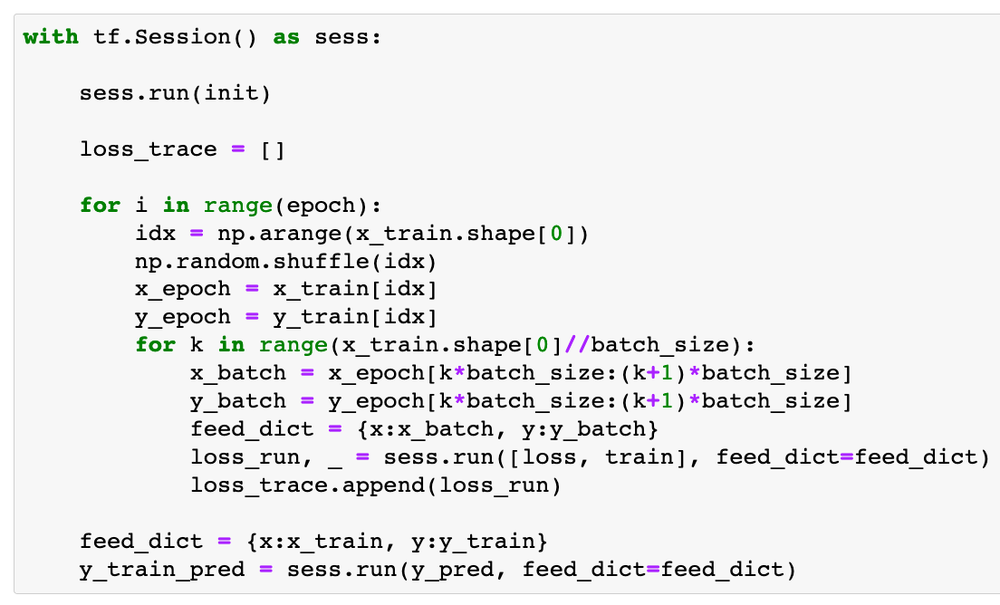 with tf.Session() as sess:
sess.run(init)
loss_trace = []
for i in range(epoch):
idx = np.arange(x_train.shape[0])
np.random.shuffle(idx)
x_epoch = x_train[idx]
y_epoch = y_train[idx]
for k in range(x_train.shape[0]//batch_size):
x_batch = x_epoch[k*batch_size:(k+1)*batch_size]
y_batch = y_epoch[k*batch_size:(k+1)*batch_size]
feed_dict = {x:x_batch, y:y_batch}
loss_run, _ = sess.run([loss, train], feed_dict=feed_dict)
loss_trace.append(loss_run)
feed_dict = {x:x_train, y:y_train}
y_train_pred = sess.run(y_pred, feed_dict=feed_dict)